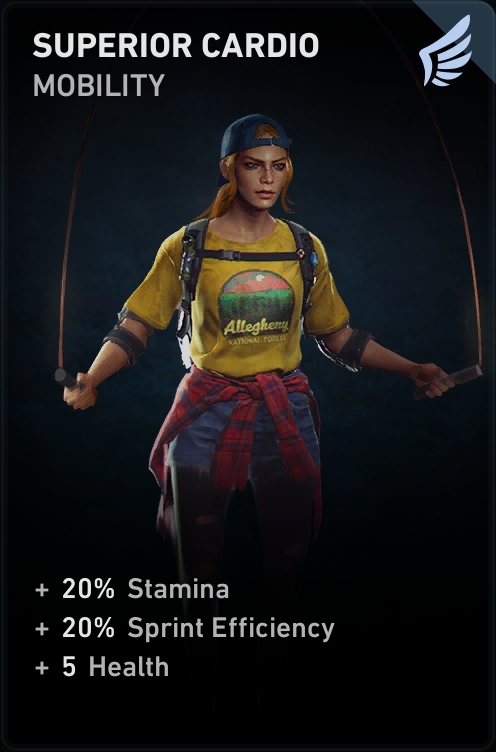 SUPERIOR CARDIO
MOBILITY
Allegheny
NATIONAL FOREST
+ 20% Stamina
+ 20% Sprint Efficiency
+ 5 Health